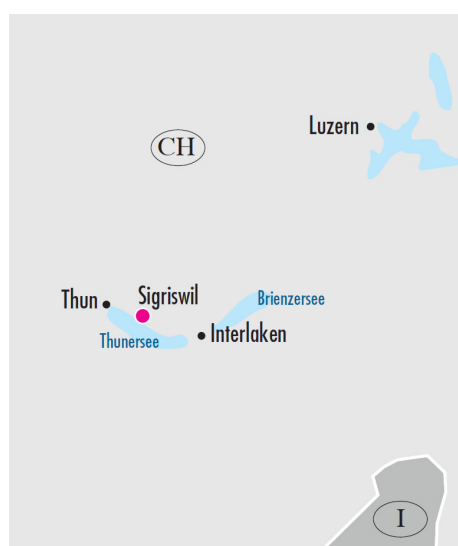 Luzern
CH
Thun
Sigriswil
Brienzersee
Thunersee
Interlaken
I